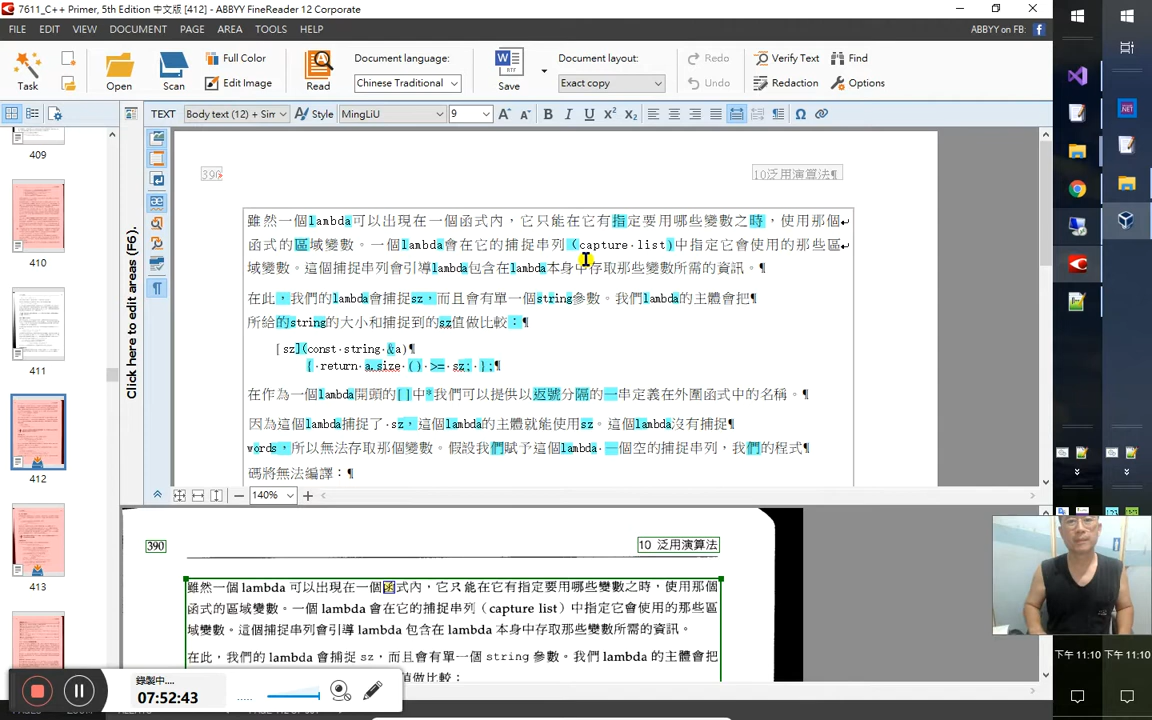 7611_C++ Primer, 5th Edition 中文版 [412] - ABBYY FineReader 12 Corporate
FILE EDIT VIEW DOCUMENT PAGE AREA TOOLS HELP
ABBYY on FB:
Task
Open
Scan
Full Color
Edit Image
Read
Document language:
Chinese Traditional
Save
Document layout:
Exact copy
Redo
Undo
Verify Text
Redaction
Find
Options
TEXT Body text (12) + Sim Style MingLiU 9 B I U X² X₂
409
410
411
412
413
Click here to edit areas (F6).
390
10泛用演算法¶
雖然一個lambda可以出現在一個函式內，它只能在它有指定要用哪些變數之時，使用那個↵
函式的區域變數。一個lambda會在它的捕捉串列 (capture·list)中指定它會使用的那些區↵
域變數。這個捕捉串列會引導lambda包含在lambda本身中存取那些變數所需的資訊。¶
在此，我們的lambda會捕捉sz，而且會有單一個string參數。我們lambda的主體會把¶
所給的string的大小和捕捉到的sz值做比較：¶
[ sz](const·string·&a)¶
{·return·a.size·()·>=·sz;·};¶
在作為一個lambda開頭的[]中*我們可以提供以返號分隔的一串定義在外圍函式中的名稱。¶
因為這個lambda捕捉了·sz，這個lambda的主體就能使用sz。這個lambda沒有捕捉¶
words，所以無法存取那個變數。假設我們賦予這個lambda·一個空的捕捉串列，我們的程式¶
碼將無法編譯：¶
140%
390
10 泛用演算法
雖然一個 lambda 可以出現在一個函式內，它只能在它有指定要用哪些變數之時，使用那個
函式的區域變數。一個 lambda 會在它的捕捉串列（capture list）中指定它會使用的那些區
域變數。這個捕捉串列會引導 lambda 包含在 lambda 本身中存取那些變數所需的資訊。
在此，我們的 lambda 會捕捉 sz，而且會有單一個 string 參數。我們 lambda 的主體會把
值做比較：
錄製中...
07:52:43
下午 11:10
下午 11:10